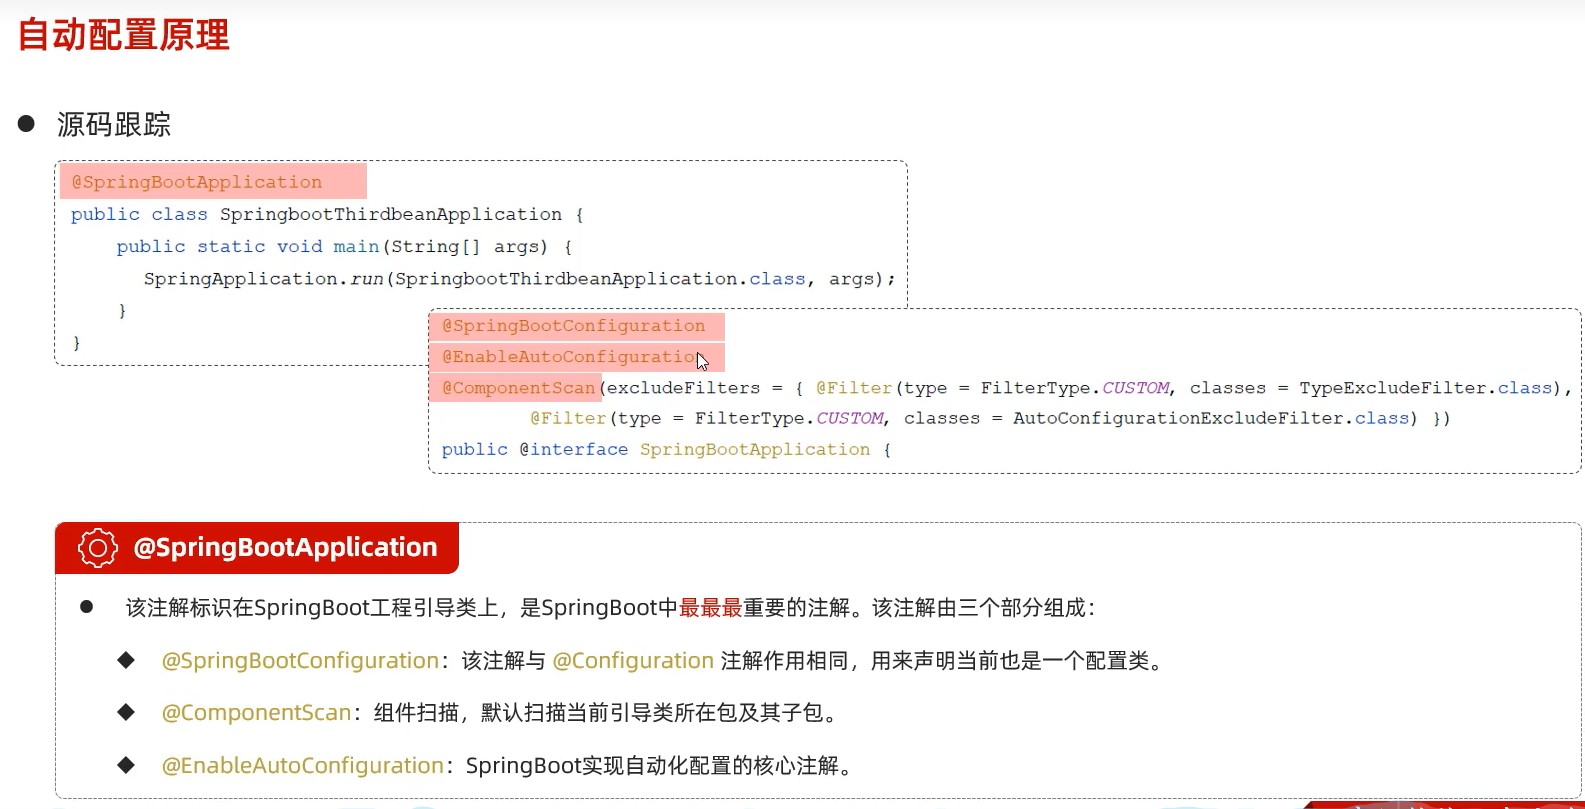 自动配置原理
源码跟踪
@SpringBootApplication
public class SpringbootThirdbeanApplication {
public static void main(String[] args) {
SpringApplication.run(SpringbootThirdbeanApplication.class, args);
}
}
@SpringBootConfiguration
@EnableAutoConfiguration
@ComponentScan(excludeFilters = { @Filter(type = FilterType.CUSTOM, classes = TypeExcludeFilter.class),
@Filter(type = FilterType.CUSTOM, classes = AutoConfigurationExcludeFilter.class) })
public @interface SpringBootApplication {
@SpringBootApplication
该注解标识在SpringBoot工程引导类上，是SpringBoot中最最最重要的注解。该注解由三个部分组成：
@SpringBootConfiguration：该注解与 @Configuration 注解作用相同，用来声明当前也是一个配置类。
@ComponentScan：组件扫描，默认扫描当前引导类所在包及其子包。
@EnableAutoConfiguration：SpringBoot实现自动化配置的核心注解。